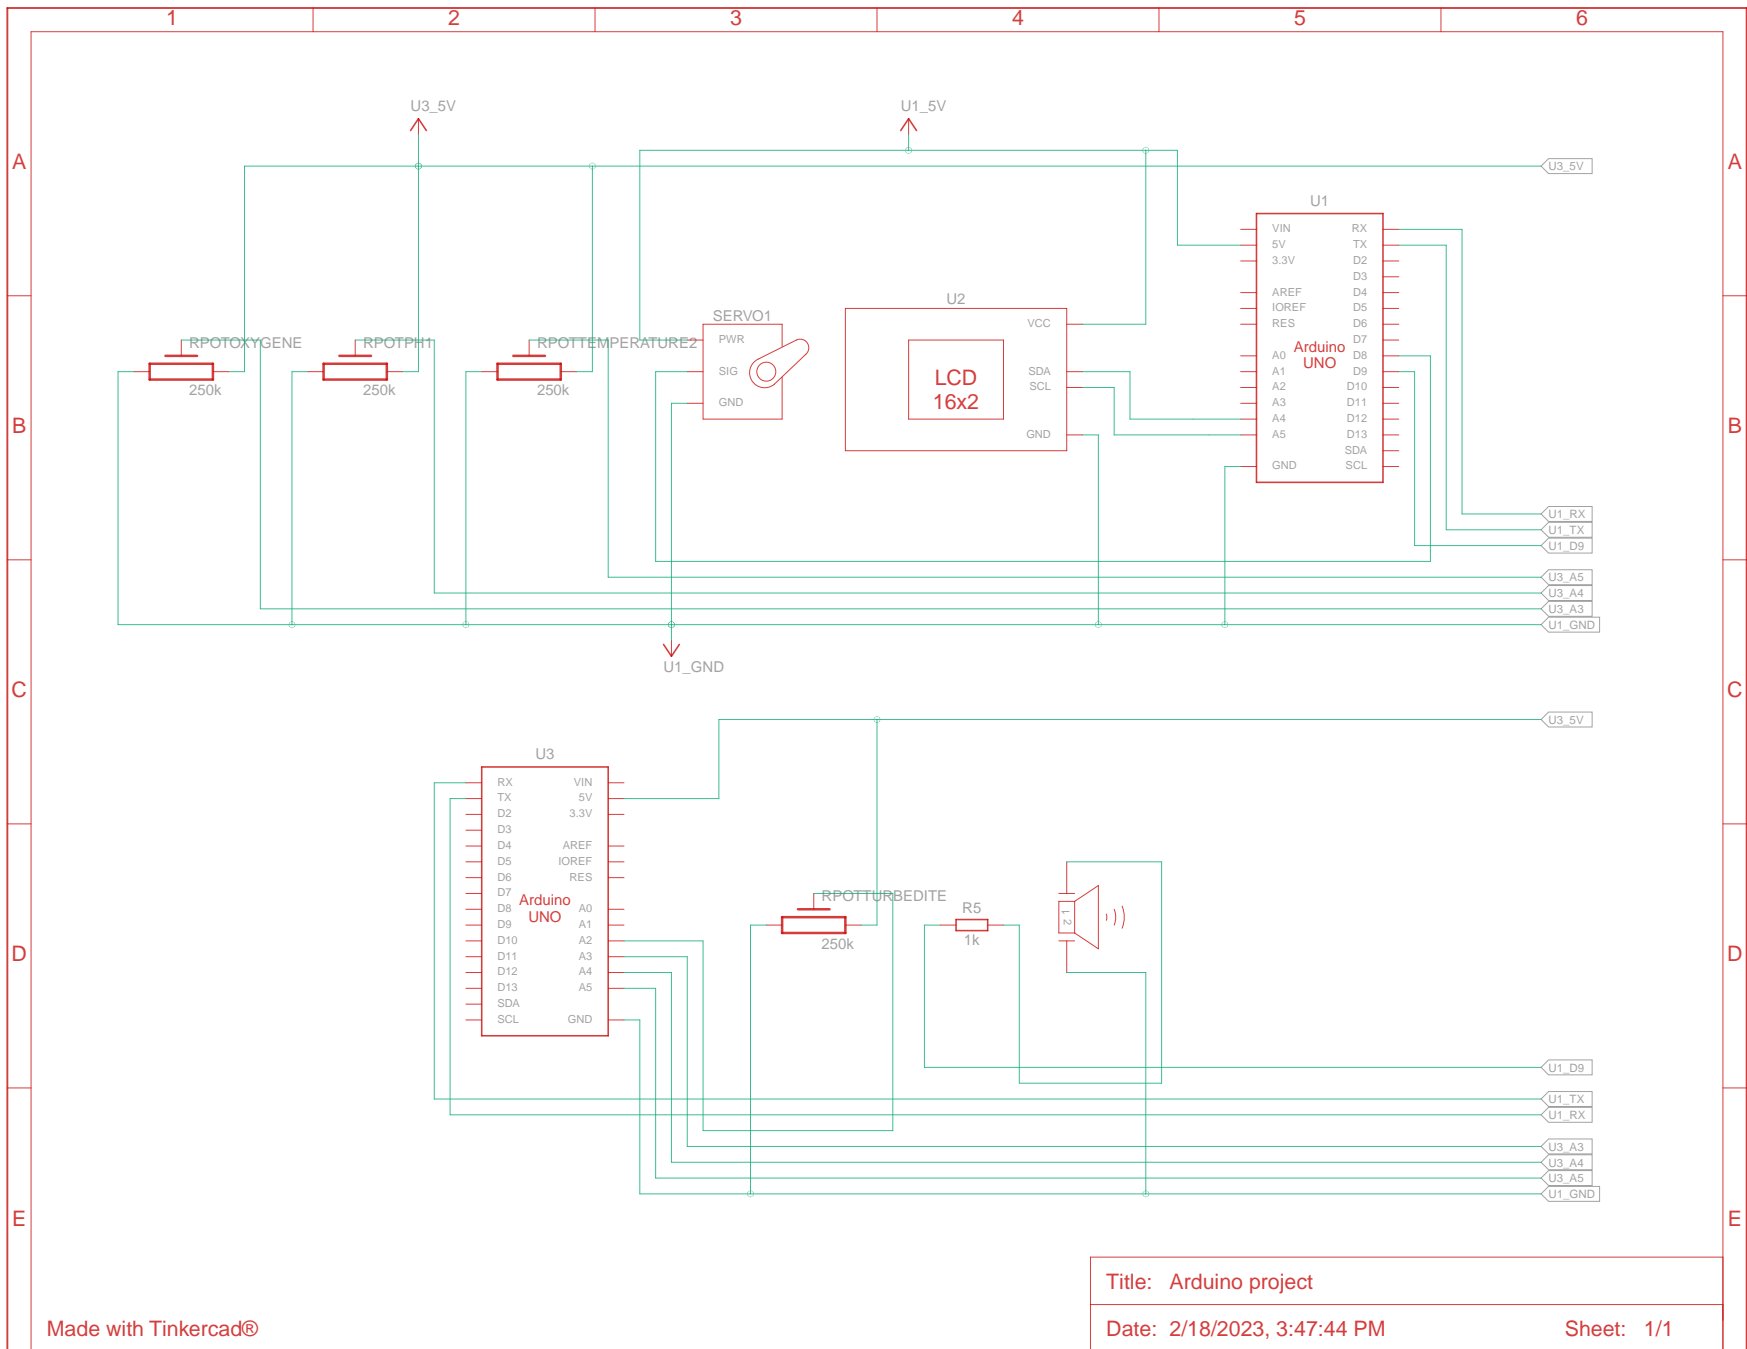 1 2 3 4 5 6
U3_5V U1_5V
A A
U3_5V
U1
VIN RX
5V TX
3.3V D2
D3
AREF D4
IOREF D5
RES D6
D7
A0 D8
A1 D9
A2 D10
A3 D11
A4 D12
A5 D13
SDA
GND SCL
Arduino
UNO
U2
VCC
SDA
SCL
GND
LCD
16x2
SERVO1
PWR
SIG
GND
RPOTOXYGENE
250k
RPOTPH1
250k
RPOTTEMPERATURE2
250k
B B
U1_RX
U1_TX
U1_D9
U3_A5
U3_A4
U3_A3
U1_GND
U1_GND
C C
U3_5V
U3
RX VIN
TX 5V
D2 3.3V
D3
D4 AREF
D5 IOREF
D6 RES
D7
D8 A0
D9 A1
D10 A2
D11 A3
D12 A4
D13 A5
SDA
SCL GND
Arduino
UNO
RPOTTURBEDITE
250k
R5
1k
1 2
D D
U1_D9
U1_TX
U1_RX
U3_A3
U3_A4
U3_A5
U1_GND
E E
Title: Arduino project
Made with Tinkercad®
Date: 2/18/2023, 3:47:44 PM Sheet: 1/1